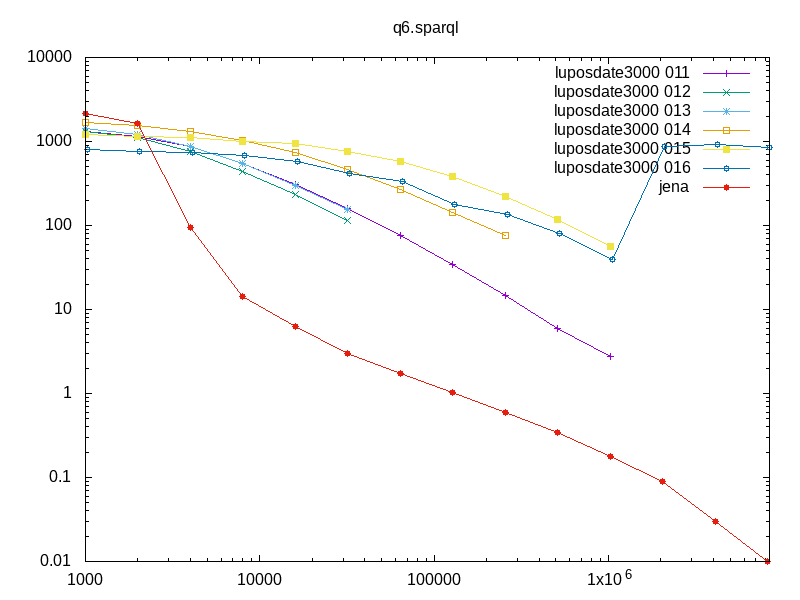 q6.sparql
10000
1000
100
10
1
0.1
0.01
1000
10000
100000
1x10^6
luposdate3000 011
luposdate3000 012
luposdate3000 013
luposdate3000 014
luposdate3000 015
luposdate3000 016
jena